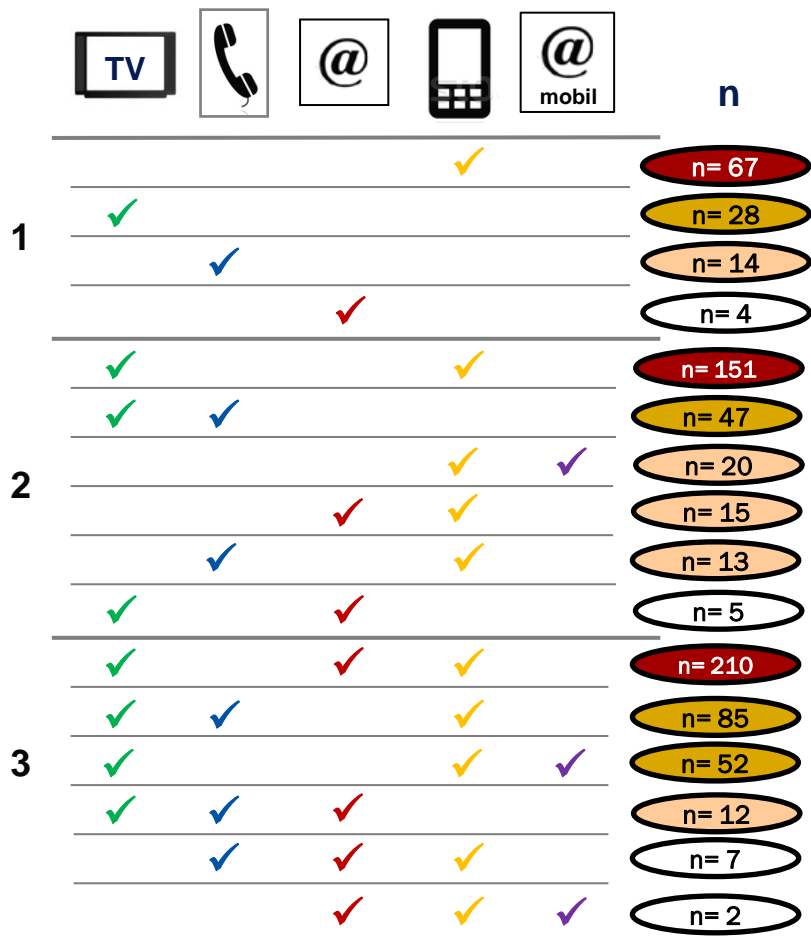 TV
@
@
mobil
n
1
n= 67
n= 28
n= 14
n= 4
2
n= 151
n= 47
n= 20
n= 15
n= 13
n= 5
3
n= 210
n= 85
n= 52
n= 12
n= 7
n= 2